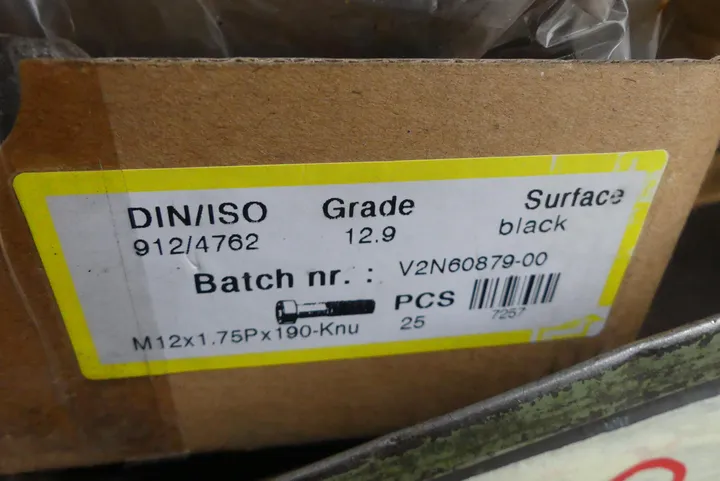 DIN/ISO Grade Surface
912/4762 12.9 black
Batch nr. : V2N60879-00
PCS
M12x1.75Px190-Knu 25 7257